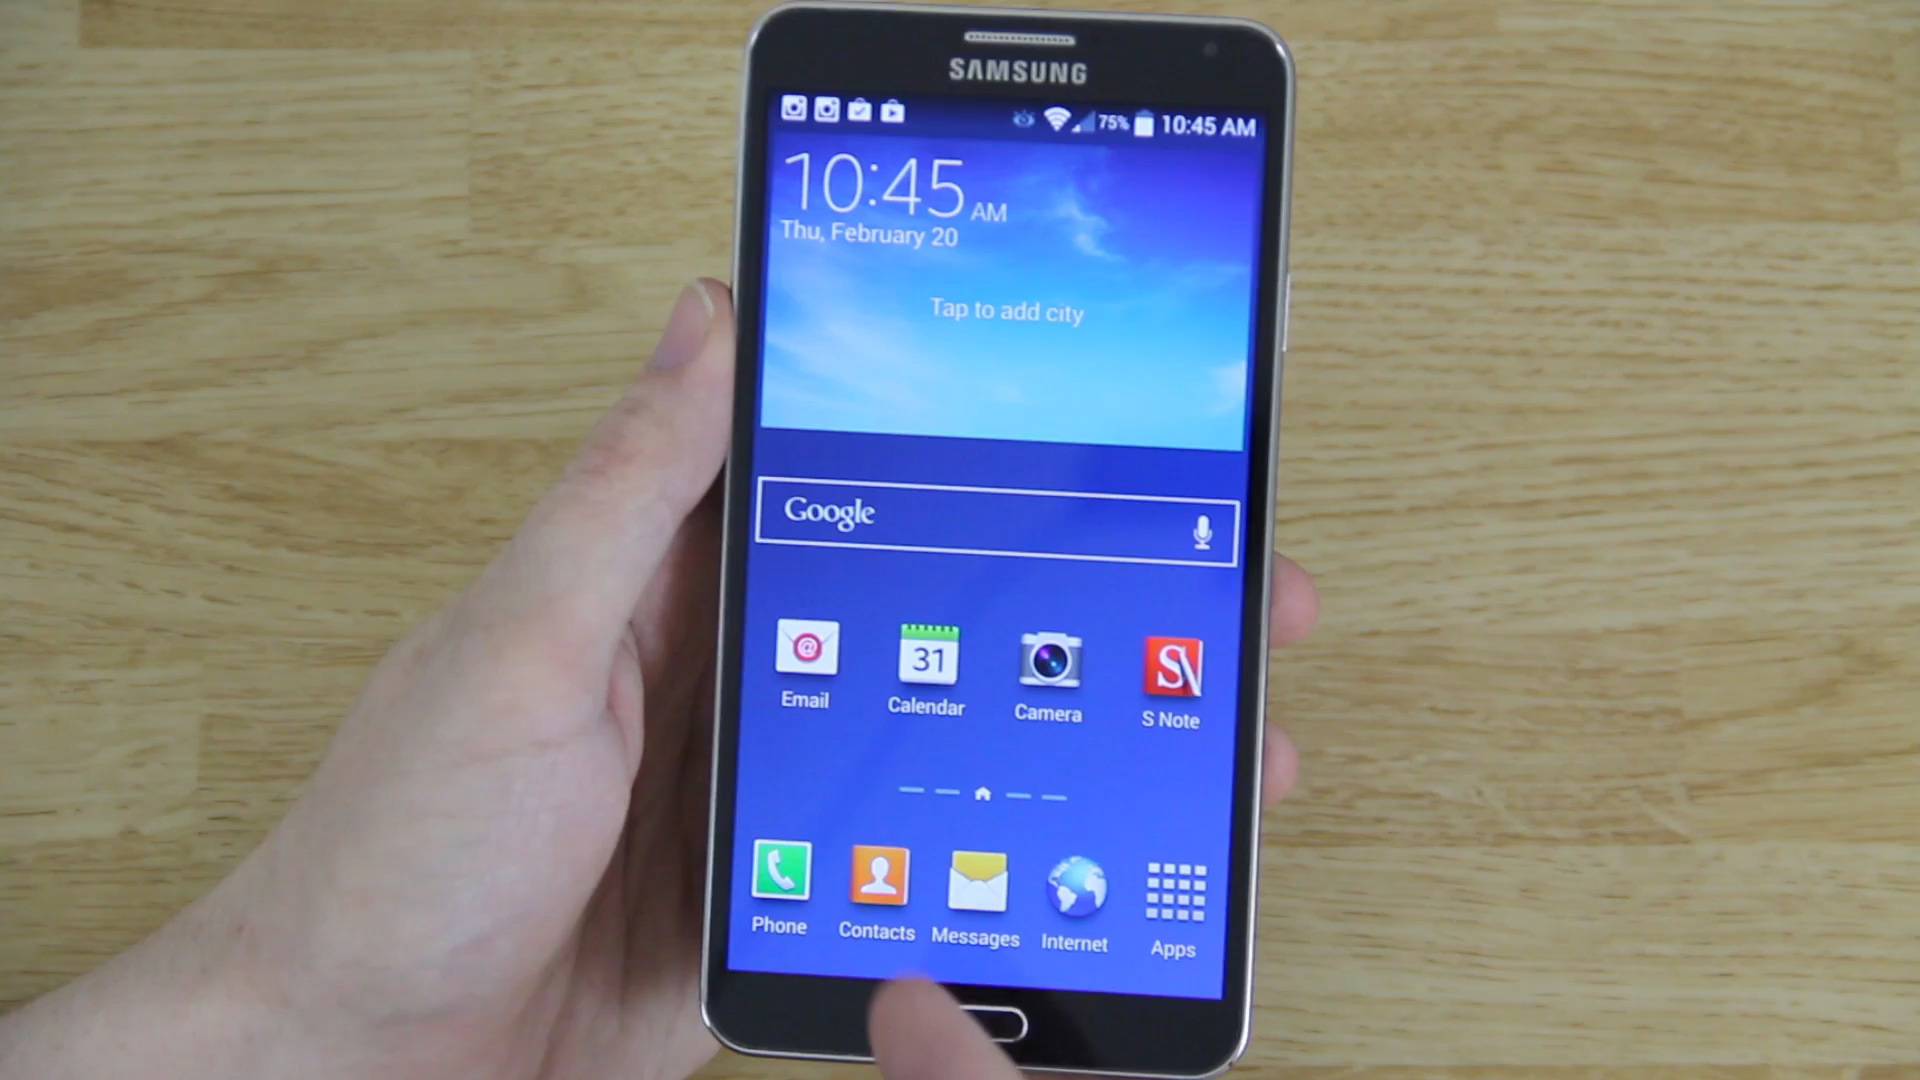 SAMSUNG
75% 10:45 AM
10:45 AM
Thu, February 20
Tap to add city
Google
@ 31 S
Email Calendar Camera S Note
Phone Contacts Messages Internet Apps